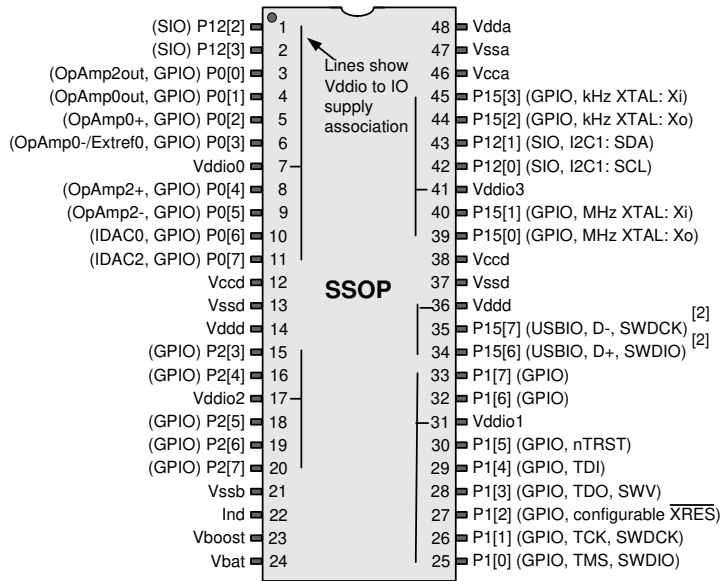 (SIO) P12[2] 1 48 Vdda
(SIO) P12[3] 2 47 Vssa
(OpAmp2out, GPIO) P0[0] 3 46 Vcca
(OpAmp0out, GPIO) P0[1] 4 45 P15[3] (GPIO, kHz XTAL: Xi)
(OpAmp0+, GPIO) P0[2] 5 44 P15[2] (GPIO, kHz XTAL: Xo)
(OpAmp0-/Extref0, GPIO) P0[3] 6 43 P12[1] (SIO, I2C1: SDA)
Vddio0 7 42 P12[0] (SIO, I2C1: SCL)
(OpAmp2+, GPIO) P0[4] 8 41 Vddio3
(OpAmp2-, GPIO) P0[5] 9 40 P15[1] (GPIO, MHz XTAL: Xi)
(IDAC0, GPIO) P0[6] 10 39 P15[0] (GPIO, MHz XTAL: Xo)
(IDAC2, GPIO) P0[7] 11 38 Vccd
Vccd 12 37 Vssd
Vssd 13 36 Vddd
Vddd 14 35 P15[7] (USBIO, D-, SWDCK) [2]
(GPIO) P2[3] 15 34 P15[6] (USBIO, D+, SWDIO) [2]
(GPIO) P2[4] 16 33 P1[7] (GPIO)
Vddio2 17 32 P1[6] (GPIO)
(GPIO) P2[5] 18 31 Vddio1
(GPIO) P2[6] 19 30 P1[5] (GPIO, nTRST)
(GPIO) P2[7] 20 29 P1[4] (GPIO, TDI)
Vssb 21 28 P1[3] (GPIO, TDO, SWV)
Ind 22 27 P1[2] (GPIO, configurable XRES)
Vboost 23 26 P1[1] (GPIO, TCK, SWDCK)
Vbat 24 25 P1[0] (GPIO, TMS, SWDIO)
Lines show
Vddio to IO
supply
association
SSOP